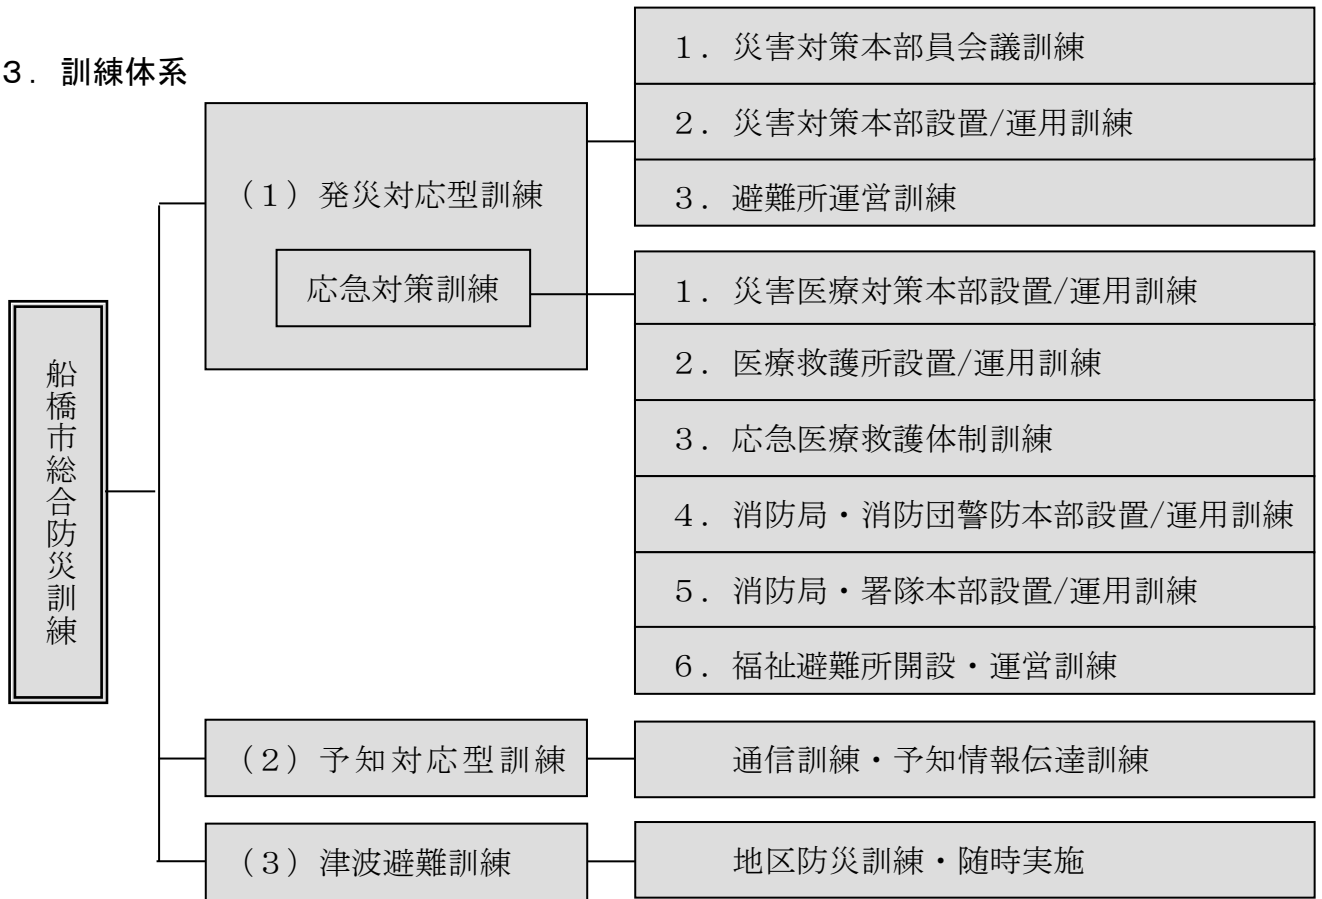 ３．訓練体系
船橋市総合防災訓練
（１）発災対応型訓練
１．災害対策本部員会議訓練
２．災害対策本部設置/運用訓練
３．避難所運営訓練
応急対策訓練
１．災害医療対策本部設置/運用訓練
２．医療救護所設置/運用訓練
３．応急医療救護体制訓練
４．消防局・消防団警防本部設置/運用訓練
５．消防局・署隊本部設置/運用訓練
６．福祉避難所開設・運営訓練
（２）予知対応型訓練
通信訓練・予知情報伝達訓練
（３）津波避難訓練
地区防災訓練・随時実施